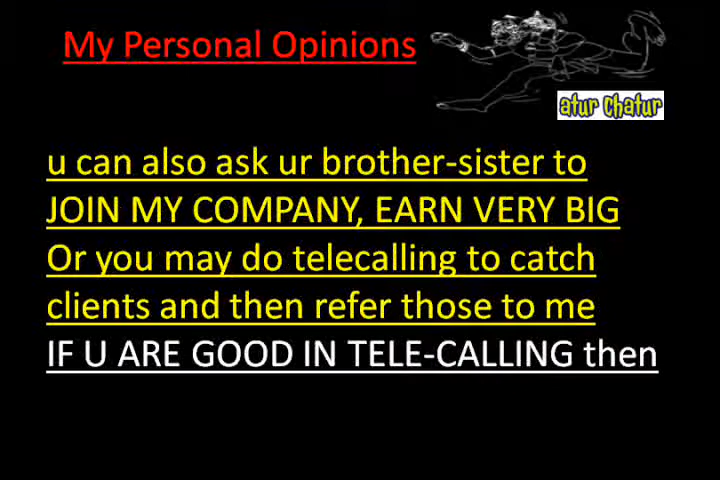 My Personal Opinions
atur chatur
u can also ask ur brother-sister to
JOIN MY COMPANY, EARN VERY BIG
Or you may do telecalling to catch
clients and then refer those to me
IF U ARE GOOD IN TELE-CALLING then